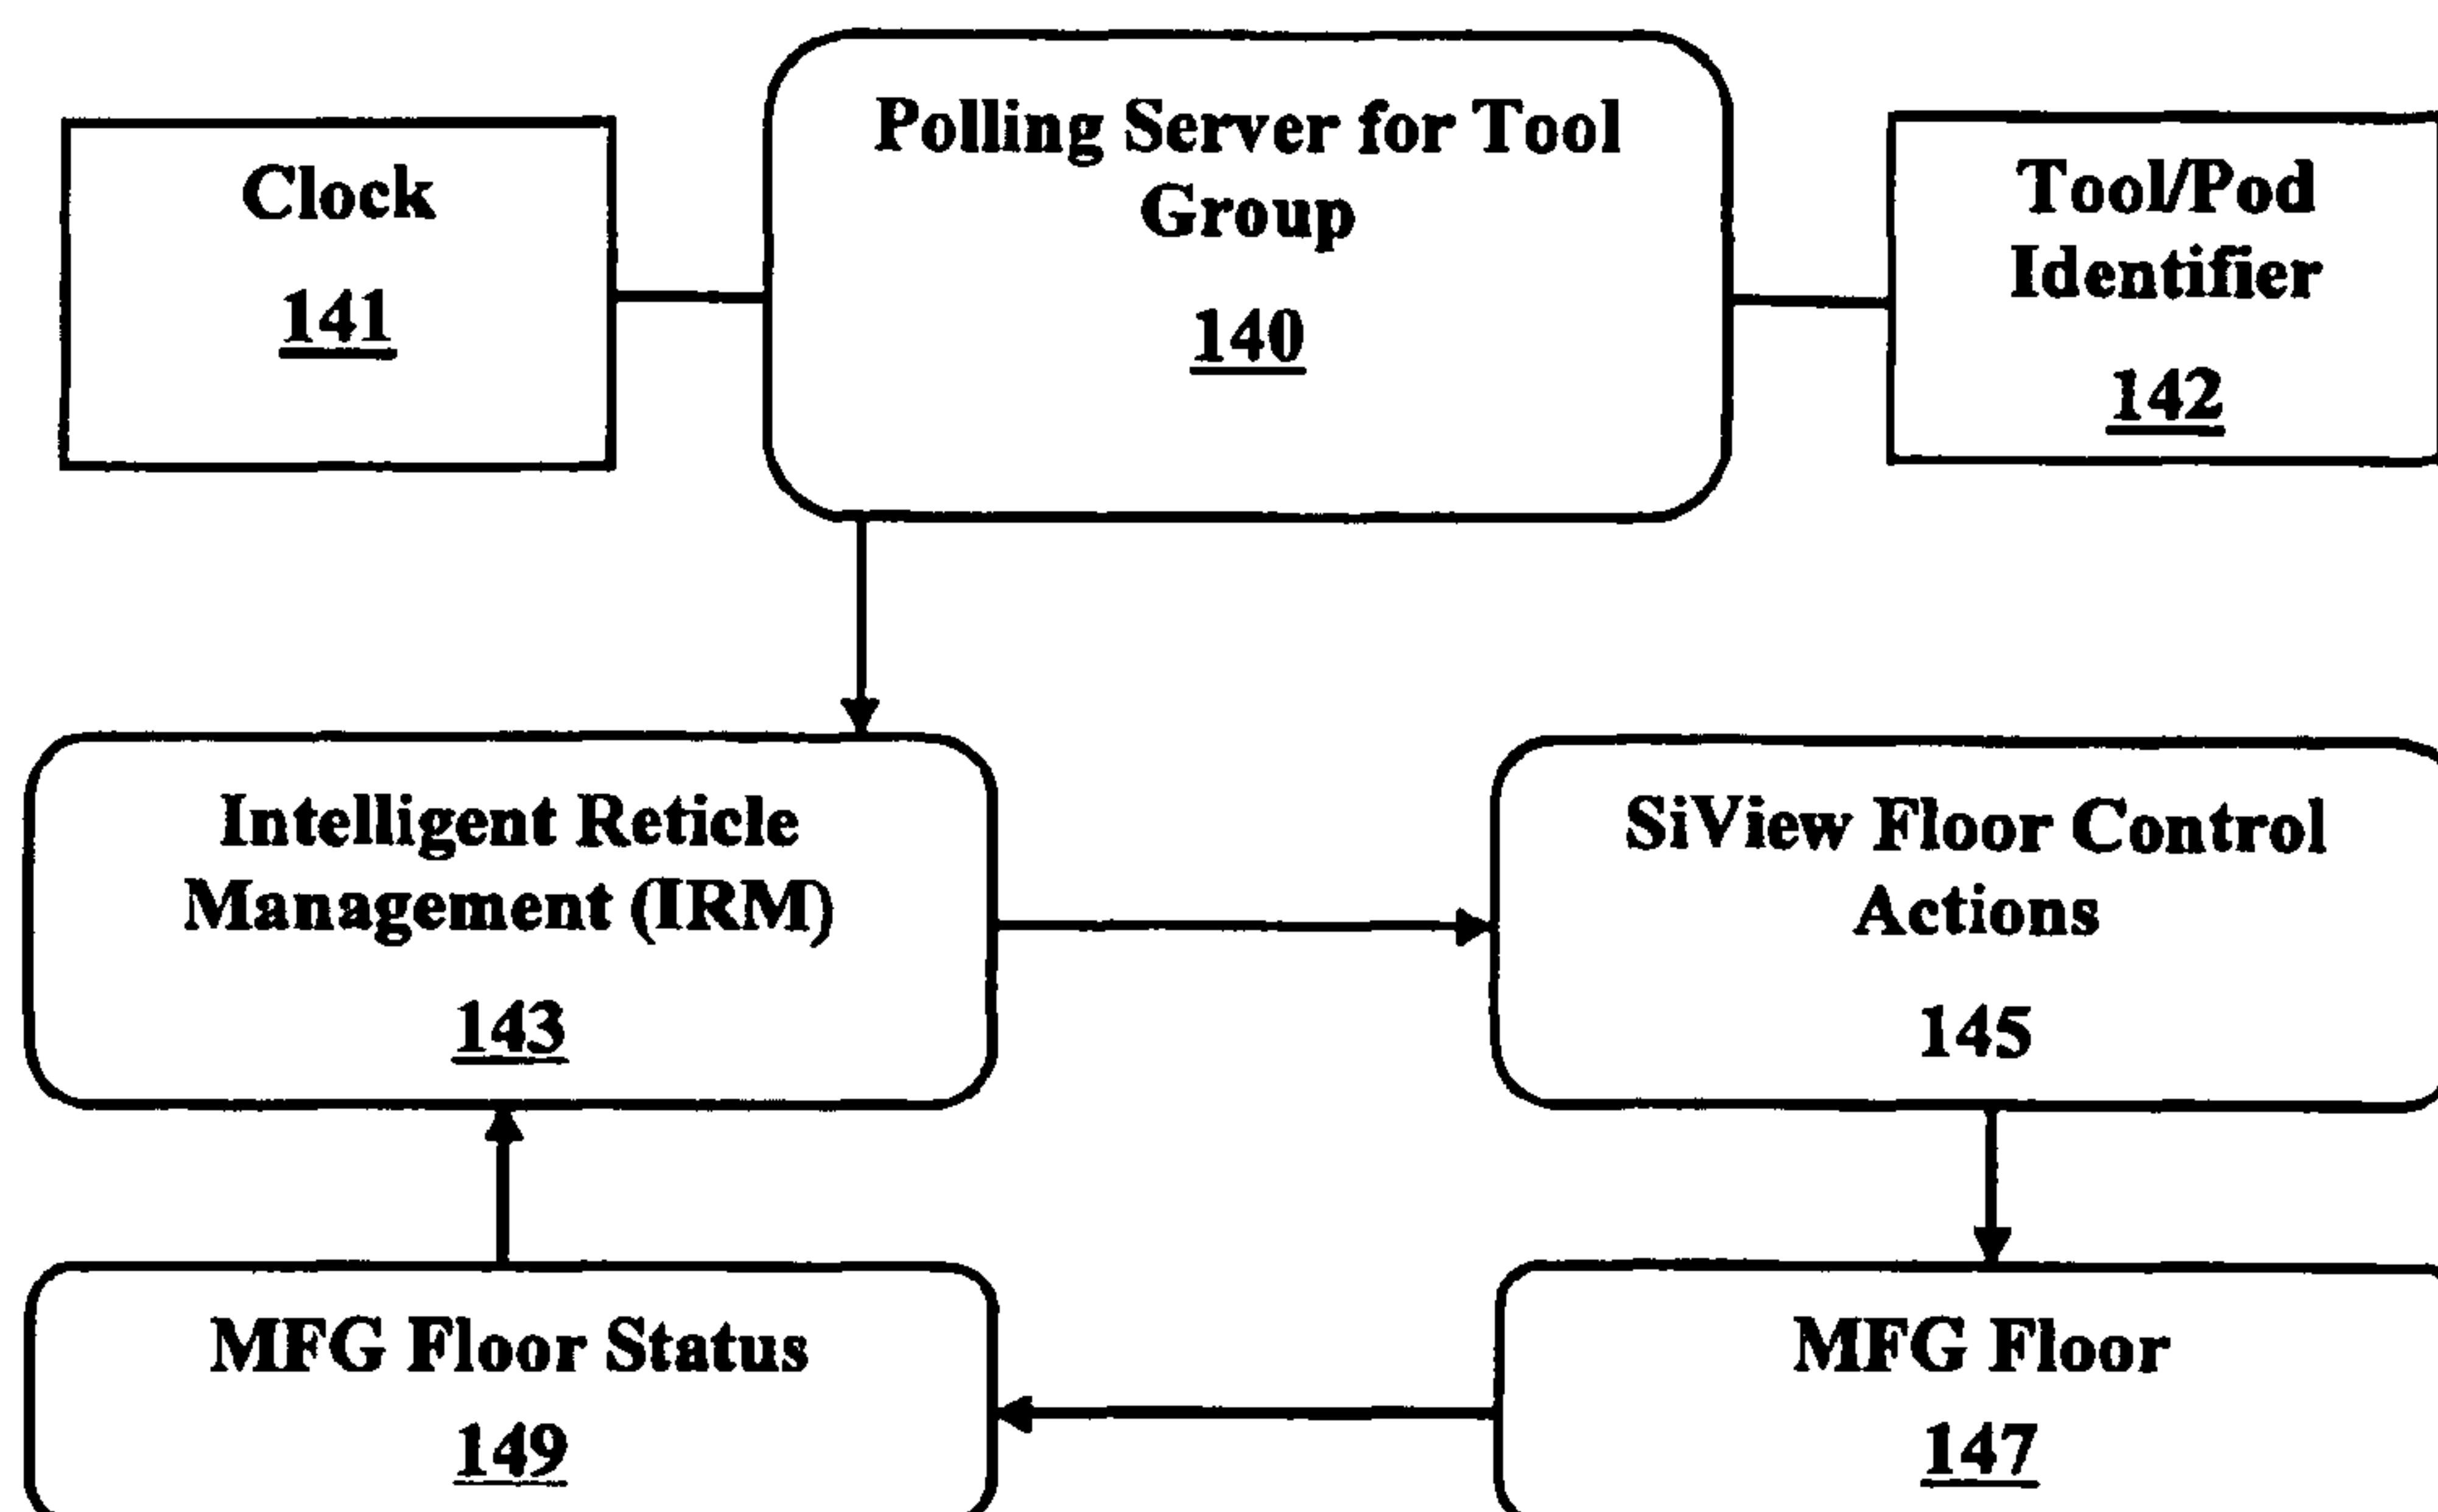 Clock
141
Polling Server for Tool
Group
140
Tool/Pod
Identifier
142
Intelligent Reticle
Management (IRM)
143
SiView Floor Control
Actions
145
MFG Floor Status
149
MFG Floor
147